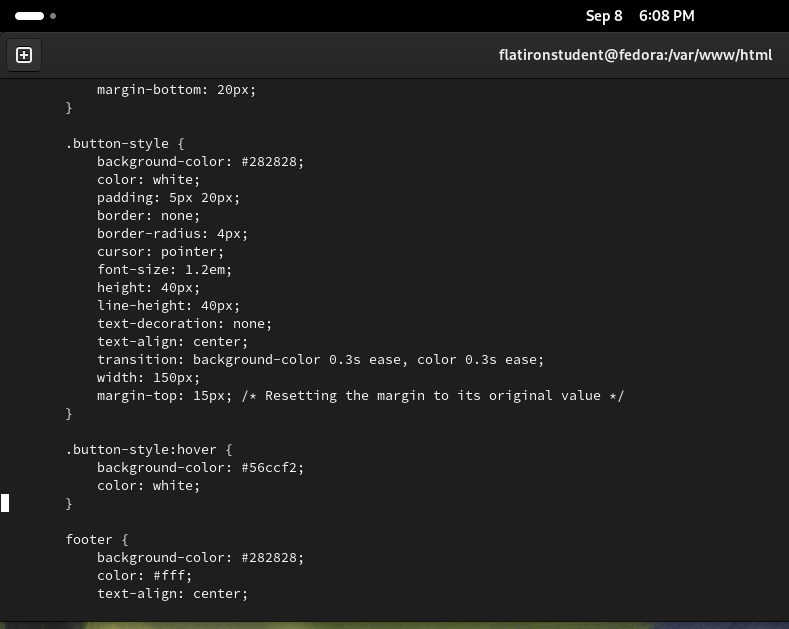 Sep 8 6:08 PM
flatironstudent@fedora:/var/www/html
margin-bottom: 20px;
}
.button-style {
background-color: #282828;
color: white;
padding: 5px 20px;
border: none;
border-radius: 4px;
cursor: pointer;
font-size: 1.2em;
height: 40px;
line-height: 40px;
text-decoration: none;
text-align: center;
transition: background-color 0.3s ease, color 0.3s ease;
width: 150px;
margin-top: 15px; /* Resetting the margin to its original value */
}
.button-style:hover {
background-color: #56ccf2;
color: white;
}
footer {
background-color: #282828;
color: #fff;
text-align: center;